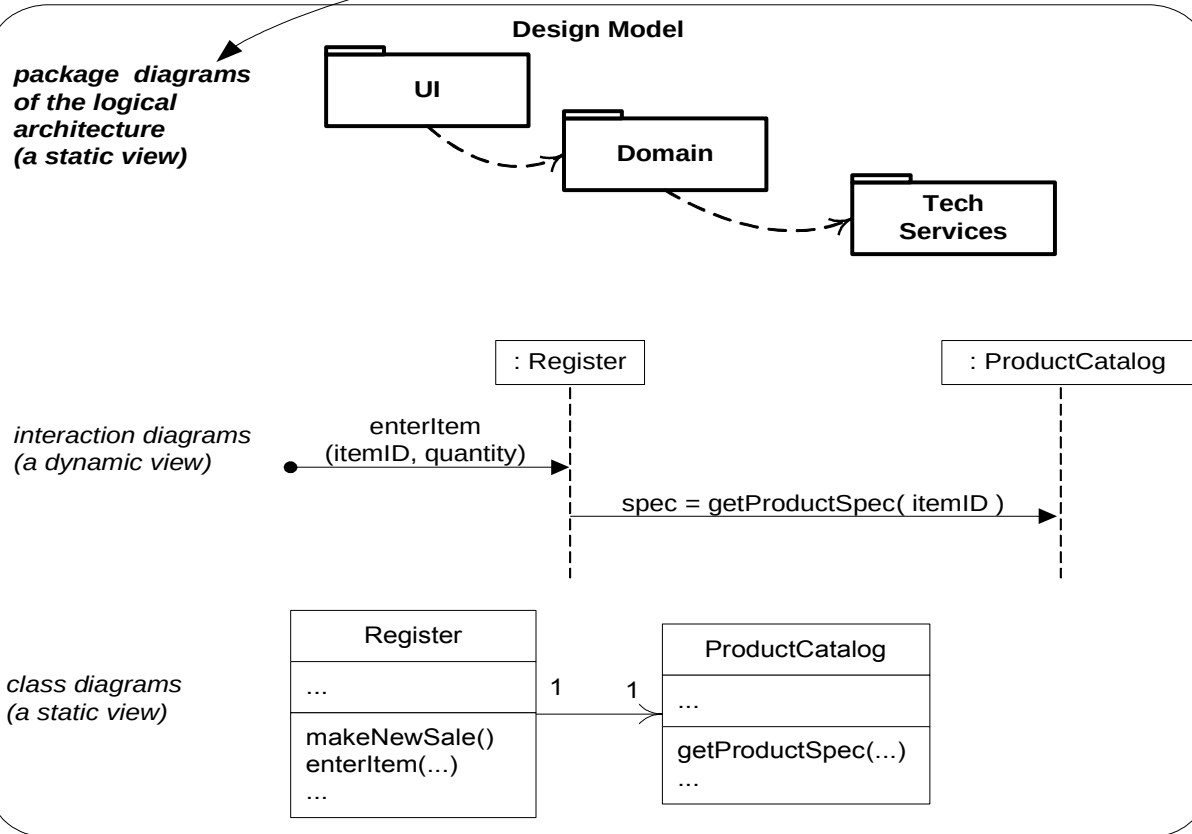 Design Model
package diagrams
of the logical
architecture
(a static view)
UI
Domain
Tech
Services
: Register
: ProductCatalog
interaction diagrams
(a dynamic view)
enterItem
(itemID, quantity)
spec = getProductSpec( itemID )
class diagrams
(a static view)
Register
...
makeNewSale()
enterItem(...)
...
1
1
ProductCatalog
...
getProductSpec(...)
...